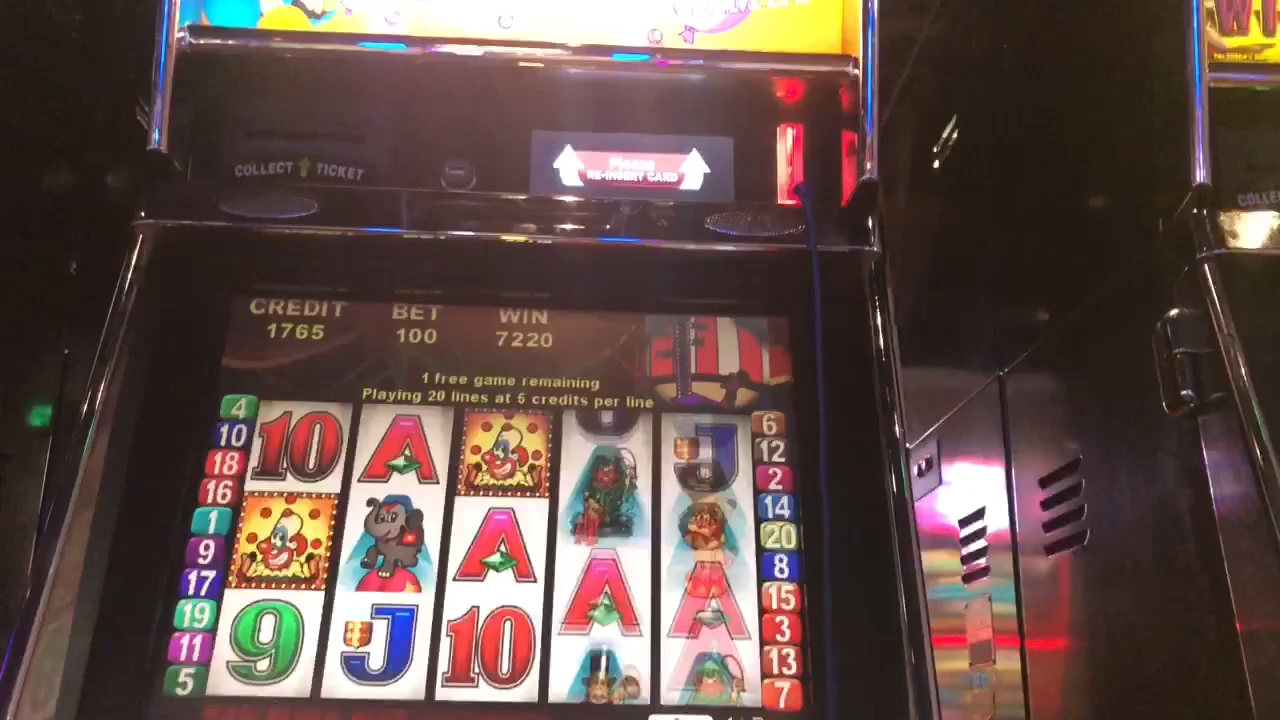 COLLECT TICKET
Please
RE-INSERT CARD
COLLE
CREDIT BET WIN
1765 100 7220
1 free game remaining
Playing 20 lines at 5 credits per line
4 10 A J 6
10 12
18 2
16 14
1 A 20
9 8
17 A A 15
19 9 J 10 3
11 13
5 7